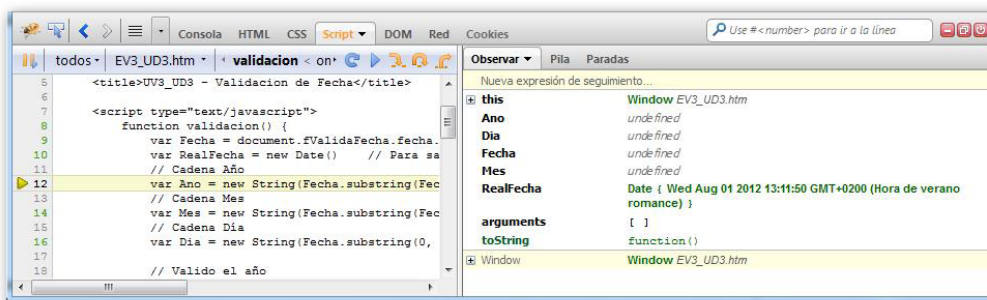 Consola HTML CSS Script DOM Red Cookies
Use #<number> para ir a la línea
todos EV3_UD3.htm validacion < on
5 <title>UV3_UD3 - Validacion de Fecha</title>
6
7 <script type="text/javascript">
8 function validacion() {
9 var Fecha = document.fValidaFecha.fecha.
10 var RealFecha = new Date() // Para sa
11 // Cadena Año
12 var Ano = new String(Fecha.substring(Fec
13 // Cadena Mes
14 var Mes = new String(Fecha.substring(Fec
15 // Cadena Día
16 var Dia = new String(Fecha.substring(0,
17
18 // Valido el año
Observar Pila Paradas
Nueva expresión de seguimiento...
this Window EV3_UD3.htm
Ano undefined
Dia undefined
Fecha undefined
Mes undefined
RealFecha Date { Wed Aug 01 2012 13:11:50 GMT+0200 (Hora de verano
romance) }
arguments [ ]
toString function()
Window Window EV3_UD3.htm